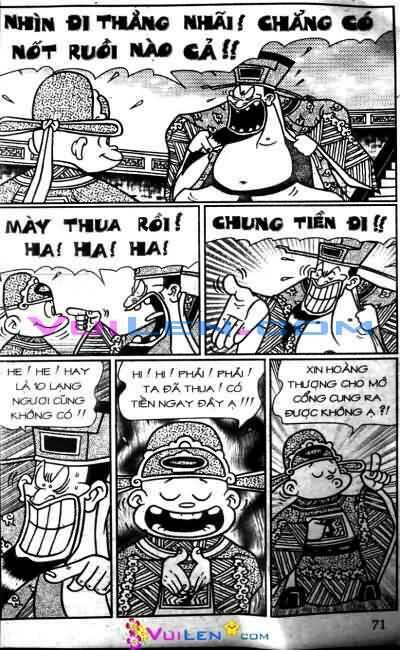 NHÌN ĐI THẰNG NHÃI! CHẲNG CÓ
NỐT RUỒI NÀO CẢ!!
MÀY THUA RỒI!
HA! HA! HA!
CHUNG TIỀN ĐI!!
VUILEN.COM
HE! HE! HAY
LÀ 10 LẠNG
NGƯƠI CŨNG
KHÔNG CÓ!!
HI! HI! PHẢI! PHẢI!
TA ĐÃ THUA! CÓ
TIỀN NGAY ĐÂY Ạ!!!
XIN HOÀNG
THƯỢNG CHO MỞ
CỔNG CUNG RA
ĐƯỢC KHÔNG Ạ?!
71
VUILEN.COM